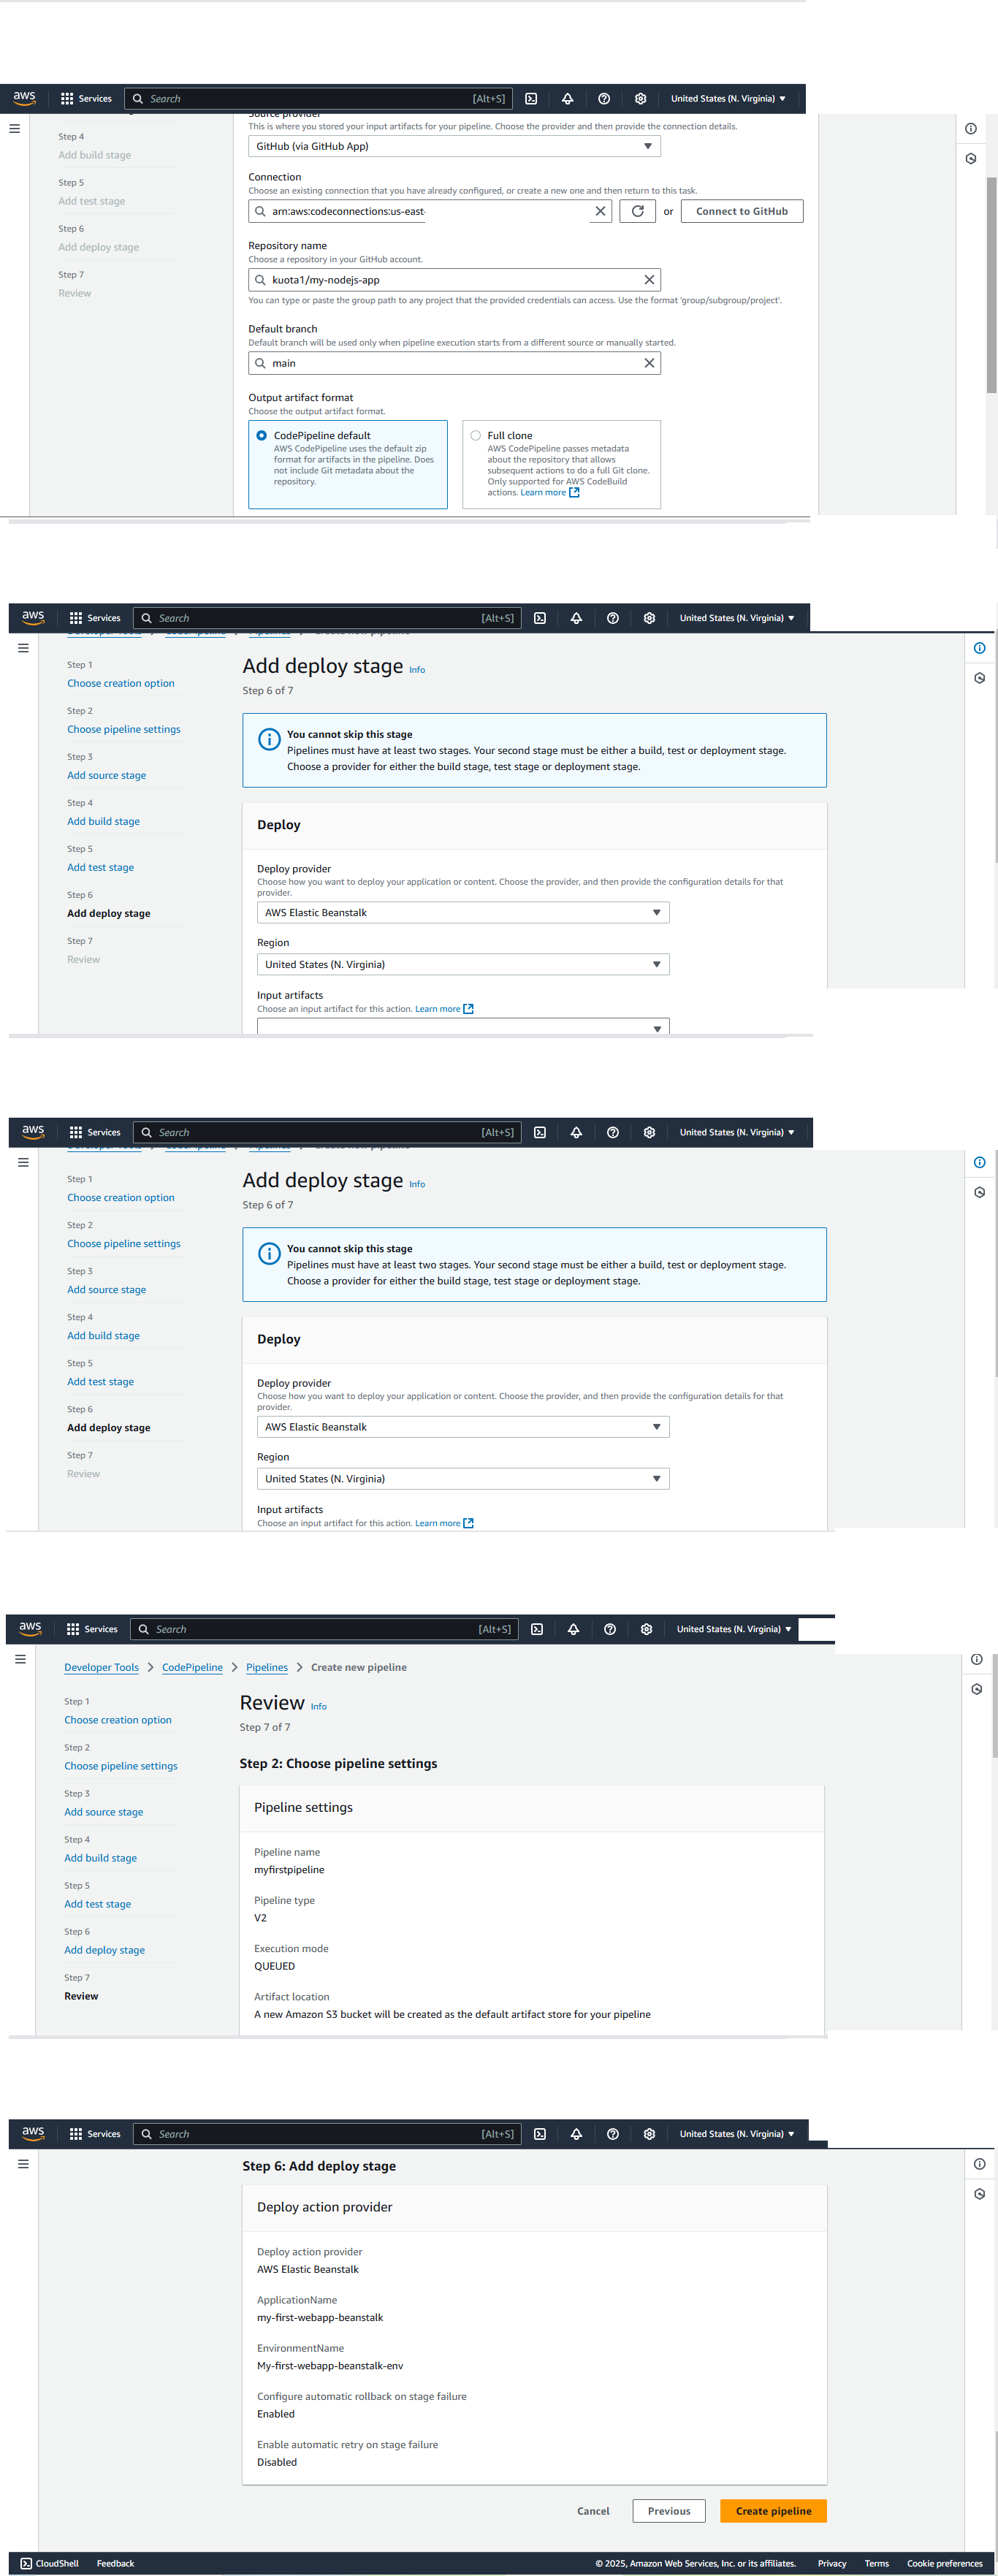 aws
Services
Search
[Alt+S]
United States (N. Virginia)
Source provider
This is where you stored your input artifacts for your pipeline. Choose the provider and then provide the connection details.
GitHub (via GitHub App)
Step 4
Add build stage
Step 5
Add test stage
Step 6
Add deploy stage
Step 7
Review
Connection
Choose an existing connection that you have already configured, or create a new one and then return to this task.
arn:aws:codeconnections:us-east-
or
Connect to GitHub
Repository name
Choose a repository in your GitHub account.
kuota1/my-nodejs-app
You can type or paste the group path to any project that the provided credentials can access. Use the format 'group/subgroup/project'.
Default branch
Default branch will be used only when pipeline execution starts from a different source or manually started.
main
Output artifact format
Choose the output artifact format.
CodePipeline default
AWS CodePipeline uses the default zip
format for artifacts in the pipeline. Does
not include Git metadata about the
repository.
Full clone
AWS CodePipeline passes metadata
about the repository that allows
subsequent actions to do a full Git clone.
Only supported for AWS CodeBuild
actions. Learn more
aws
Services
Search
[Alt+S]
United States (N. Virginia)
Developer Tools
CodePipeline
Pipelines
Create new pipeline
Step 1
Choose creation option
Step 2
Choose pipeline settings
Step 3
Add source stage
Step 4
Add build stage
Step 5
Add test stage
Step 6
Add deploy stage
Step 7
Review
Add deploy stage Info
Step 6 of 7
You cannot skip this stage
Pipelines must have at least two stages. Your second stage must be either a build, test or deployment stage.
Choose a provider for either the build stage, test stage or deployment stage.
Deploy
Deploy provider
Choose how you want to deploy your application or content. Choose the provider, and then provide the configuration details for that
provider.
AWS Elastic Beanstalk
Region
United States (N. Virginia)
Input artifacts
Choose an input artifact for this action. Learn more
aws
Services
Search
[Alt+S]
United States (N. Virginia)
Developer Tools
CodePipeline
Pipelines
Create new pipeline
Step 1
Choose creation option
Step 2
Choose pipeline settings
Step 3
Add source stage
Step 4
Add build stage
Step 5
Add test stage
Step 6
Add deploy stage
Step 7
Review
Add deploy stage Info
Step 6 of 7
You cannot skip this stage
Pipelines must have at least two stages. Your second stage must be either a build, test or deployment stage.
Choose a provider for either the build stage, test stage or deployment stage.
Deploy
Deploy provider
Choose how you want to deploy your application or content. Choose the provider, and then provide the configuration details for that
provider.
AWS Elastic Beanstalk
Region
United States (N. Virginia)
Input artifacts
Choose an input artifact for this action. Learn more
aws
Services
Search
[Alt+S]
United States (N. Virginia)
Developer Tools
CodePipeline
Pipelines
Create new pipeline
Step 1
Choose creation option
Step 2
Choose pipeline settings
Step 3
Add source stage
Step 4
Add build stage
Step 5
Add test stage
Step 6
Add deploy stage
Step 7
Review
Review Info
Step 7 of 7
Step 2: Choose pipeline settings
Pipeline settings
Pipeline name
myfirstpipeline
Pipeline type
V2
Execution mode
QUEUED
Artifact location
A new Amazon S3 bucket will be created as the default artifact store for your pipeline
aws
Services
Search
[Alt+S]
United States (N. Virginia)
Step 6: Add deploy stage
Deploy action provider
Deploy action provider
AWS Elastic Beanstalk
ApplicationName
my-first-webapp-beanstalk
EnvironmentName
My-first-webapp-beanstalk-env
Configure automatic rollback on stage failure
Enabled
Enable automatic retry on stage failure
Disabled
Cancel
Previous
Create pipeline
CloudShell
Feedback
© 2025, Amazon Web Services, Inc. or its affiliates.
Privacy
Terms
Cookie preferences